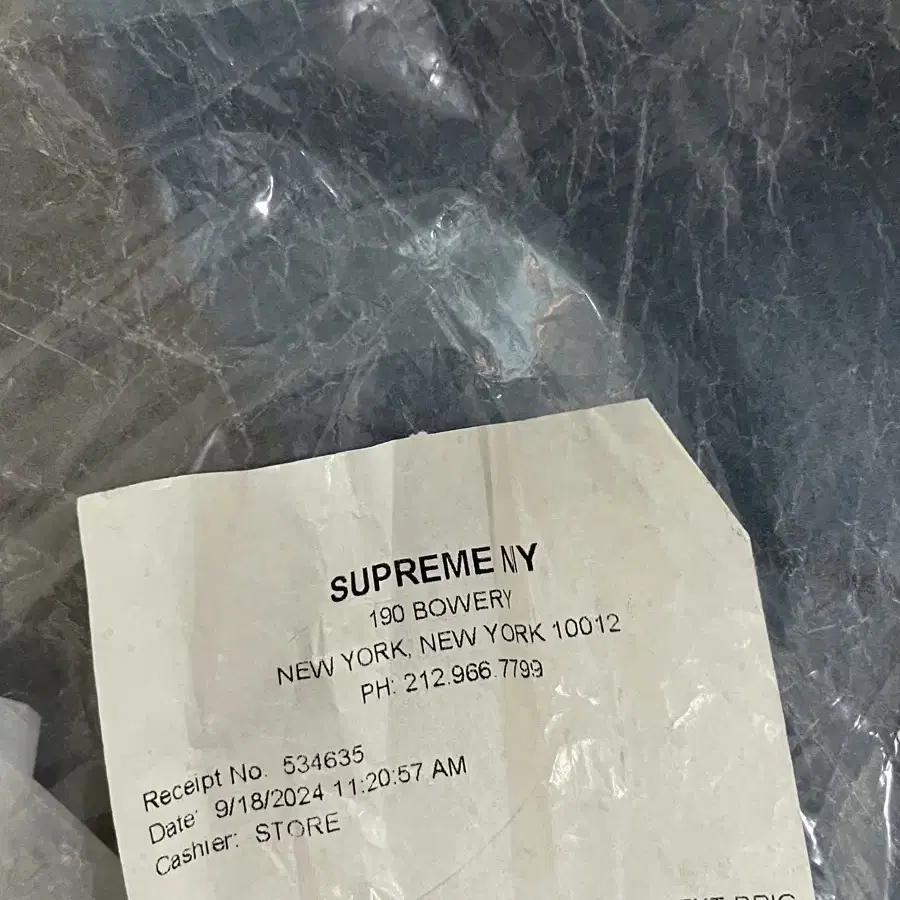 SUPREME NY
190 BOWERY
NEW YORK, NEW YORK 10012
PH: 212.966.7799
Receipt No. 534635
Date: 9/18/2024 11:20:57 AM
Cashier: STORE